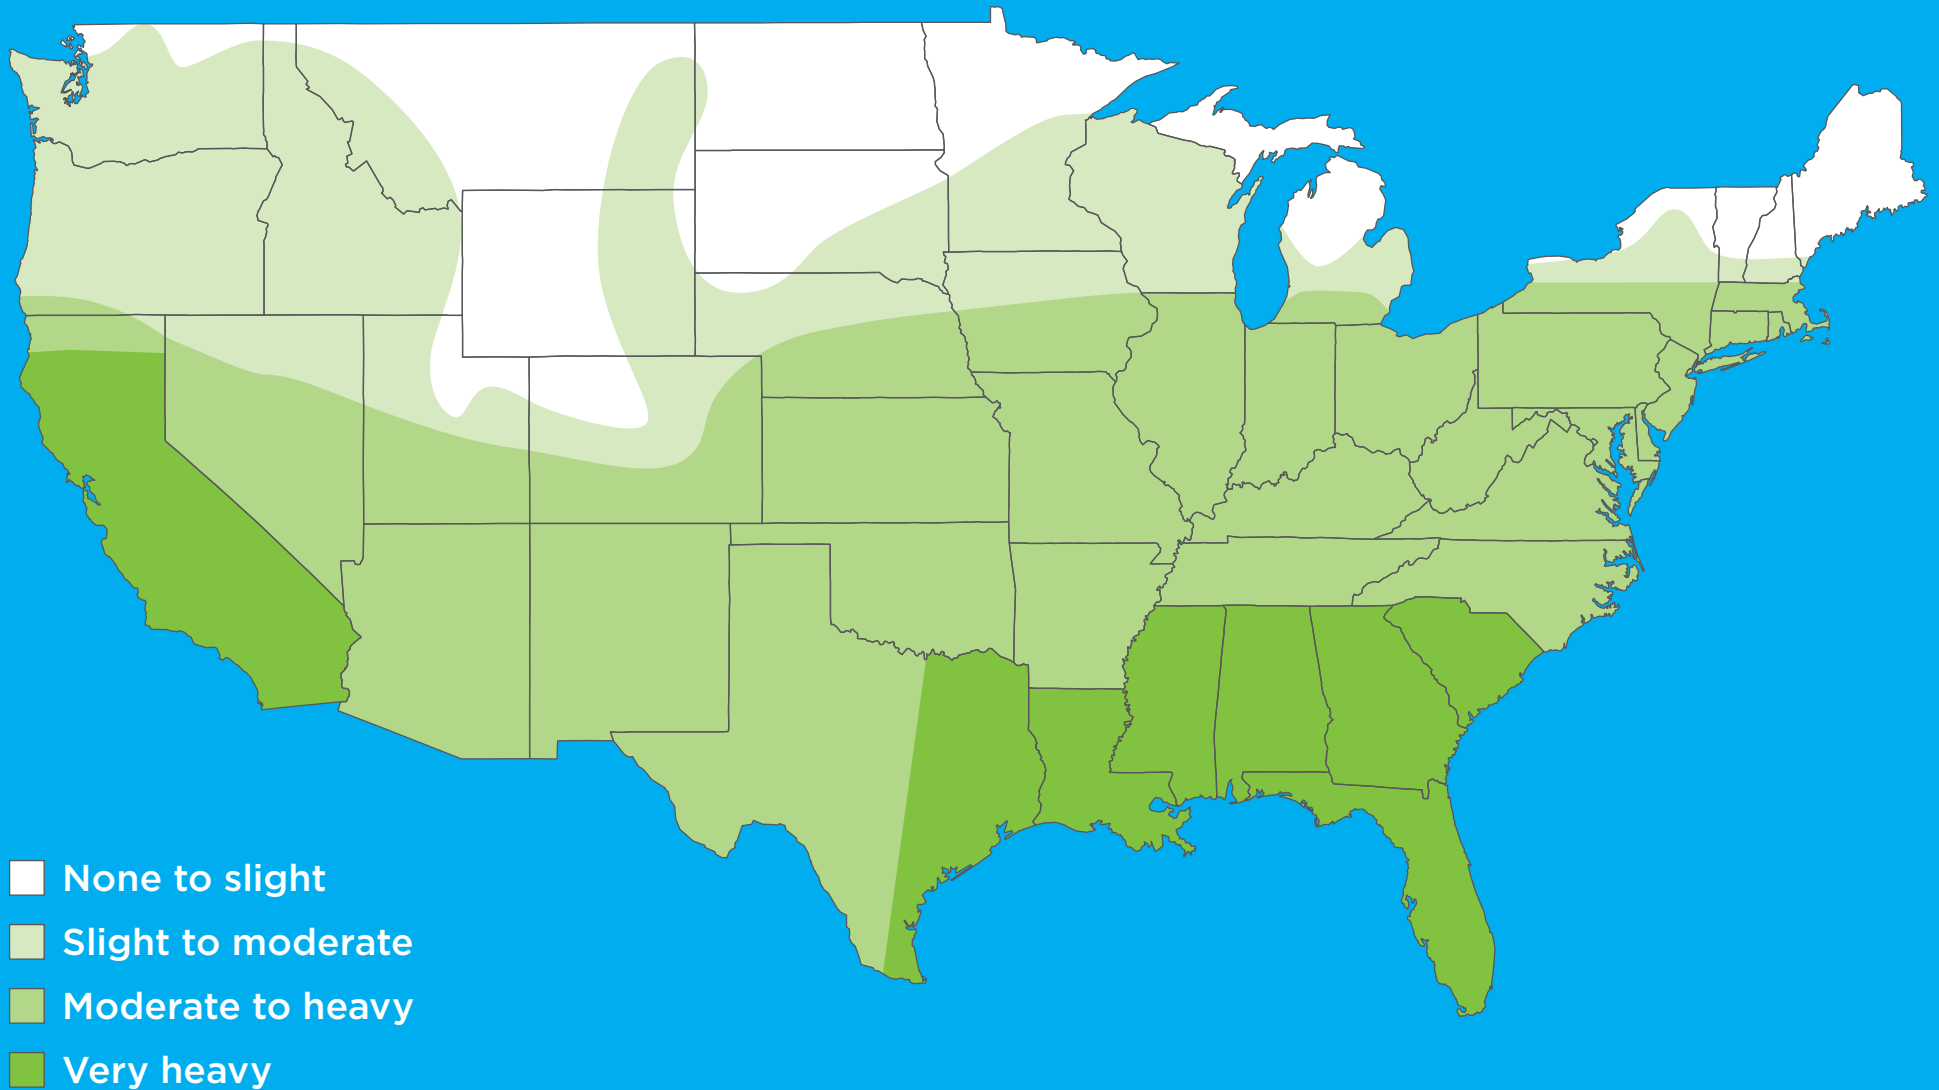 None to slight
Slight to moderate
Moderate to heavy
Very heavy